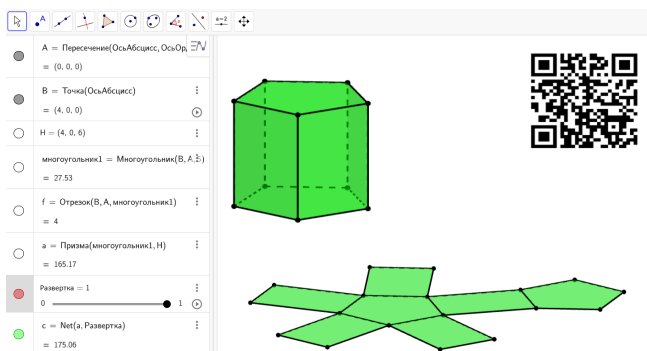 A
a=2
A = Пересечение(ОсьАбсцисс, ОсьОр
= (0, 0, 0)
B = Точка(ОсьАбсцисс)
= (4, 0, 0)
H = (4, 0, 6)
многоугольник1 = Многоугольник(B, A, 5)
= 27.53
f = Отрезок(B, A, многоугольник1)
= 4
a = Призма(многоугольник1, H)
= 165.17
Развертка = 1
0 1
c = Net(a, Развертка)
= 175.06